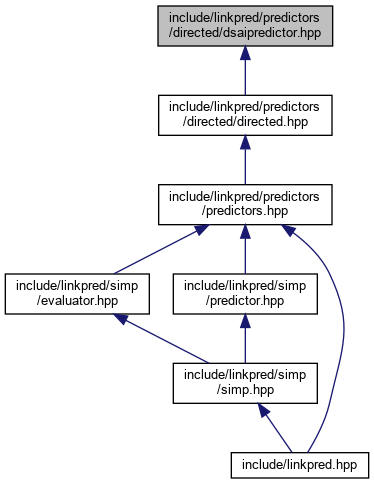 include/linkpred/predictors
/directed/dsaipredictor.hpp
include/linkpred/predictors
/directed/directed.hpp
include/linkpred/predictors
/predictors.hpp
include/linkpred/simp
/evaluator.hpp
include/linkpred/simp
/predictor.hpp
include/linkpred/simp
/simp.hpp
include/linkpred.hpp